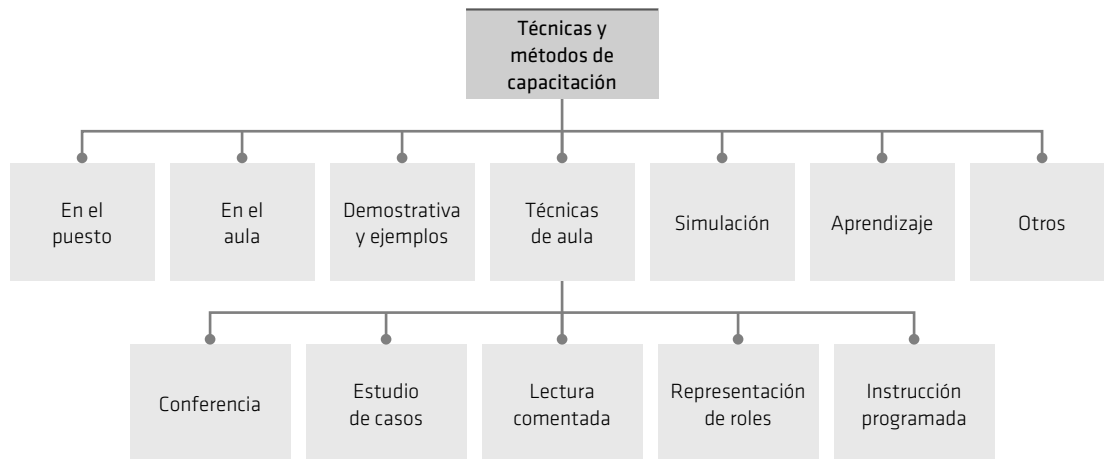 Técnicas y
métodos de
capacitación
En el
puesto
En el
aula
Demostrativa
y ejemplos
Técnicas
de aula
Simulación
Aprendizaje
Otros
Conferencia
Estudio
de casos
Lectura
comentada
Representación
de roles
Instrucción
programada